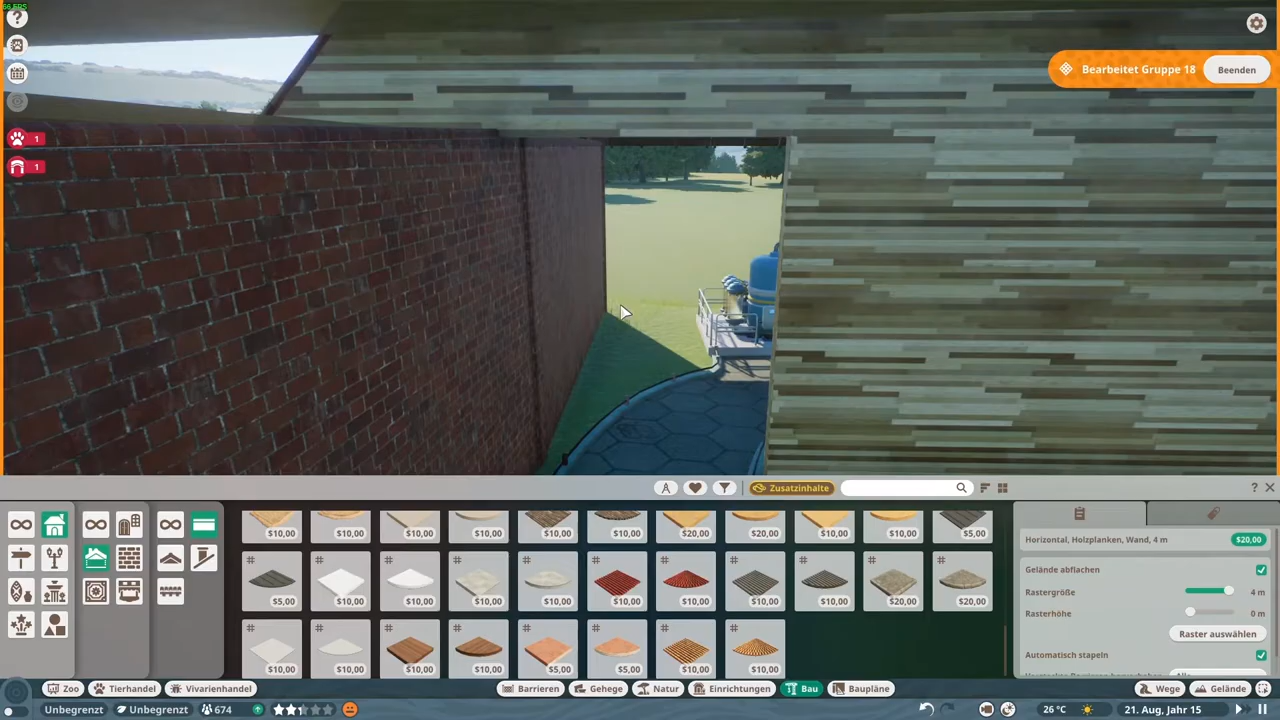 66 FPS
Bearbeitet Gruppe 18
Beenden
1
1
Zusatzinhalte
$10,00 $10,00 $10,00 $10,00 $10,00 $10,00 $20,00 $20,00 $10,00 $10,00 $5,00
$5,00 $10,00 $10,00 $10,00 $10,00 $10,00 $10,00 $10,00 $10,00 $20,00 $20,00
$10,00 $10,00 $10,00 $10,00 $5,00 $5,00 $10,00 $10,00
Horizontal, Holzplanken, Wand, 4 m $20,00
Gelände abflachen
Rastergröße 4 m
Rasterhöhe 0 m
Raster auswählen
Automatisch stapeln
Zoo Tierhandel Vivarienhandel Barrieren Gehege Natur Einrichtungen Bau Baupläne Wege Gelände
Unbegrenzt Unbegrenzt 674 26 °C 21. Aug, Jahr 15